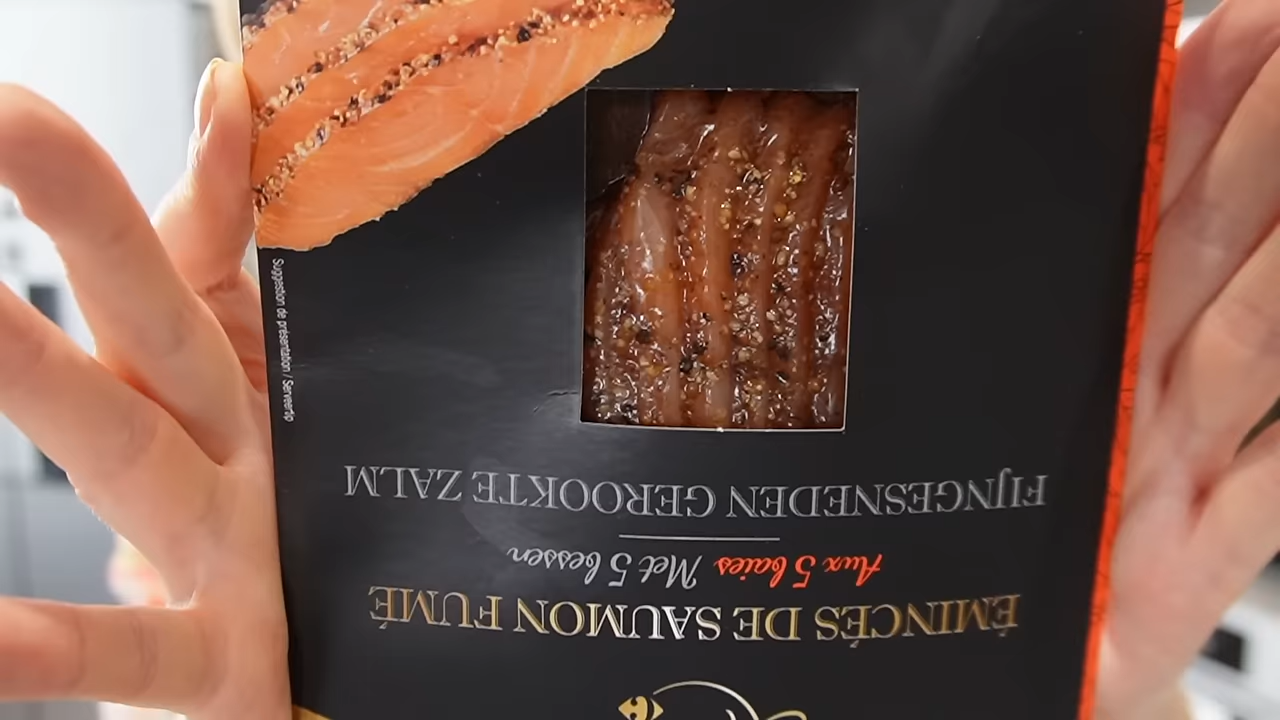 ÉMINCÉS DE SAUMON FUMÉ
Aux 5 baies Met 5 bessen
FIJNGESNEDEN GEROOKTE ZALM
Suggestion de présentation / Serveertip